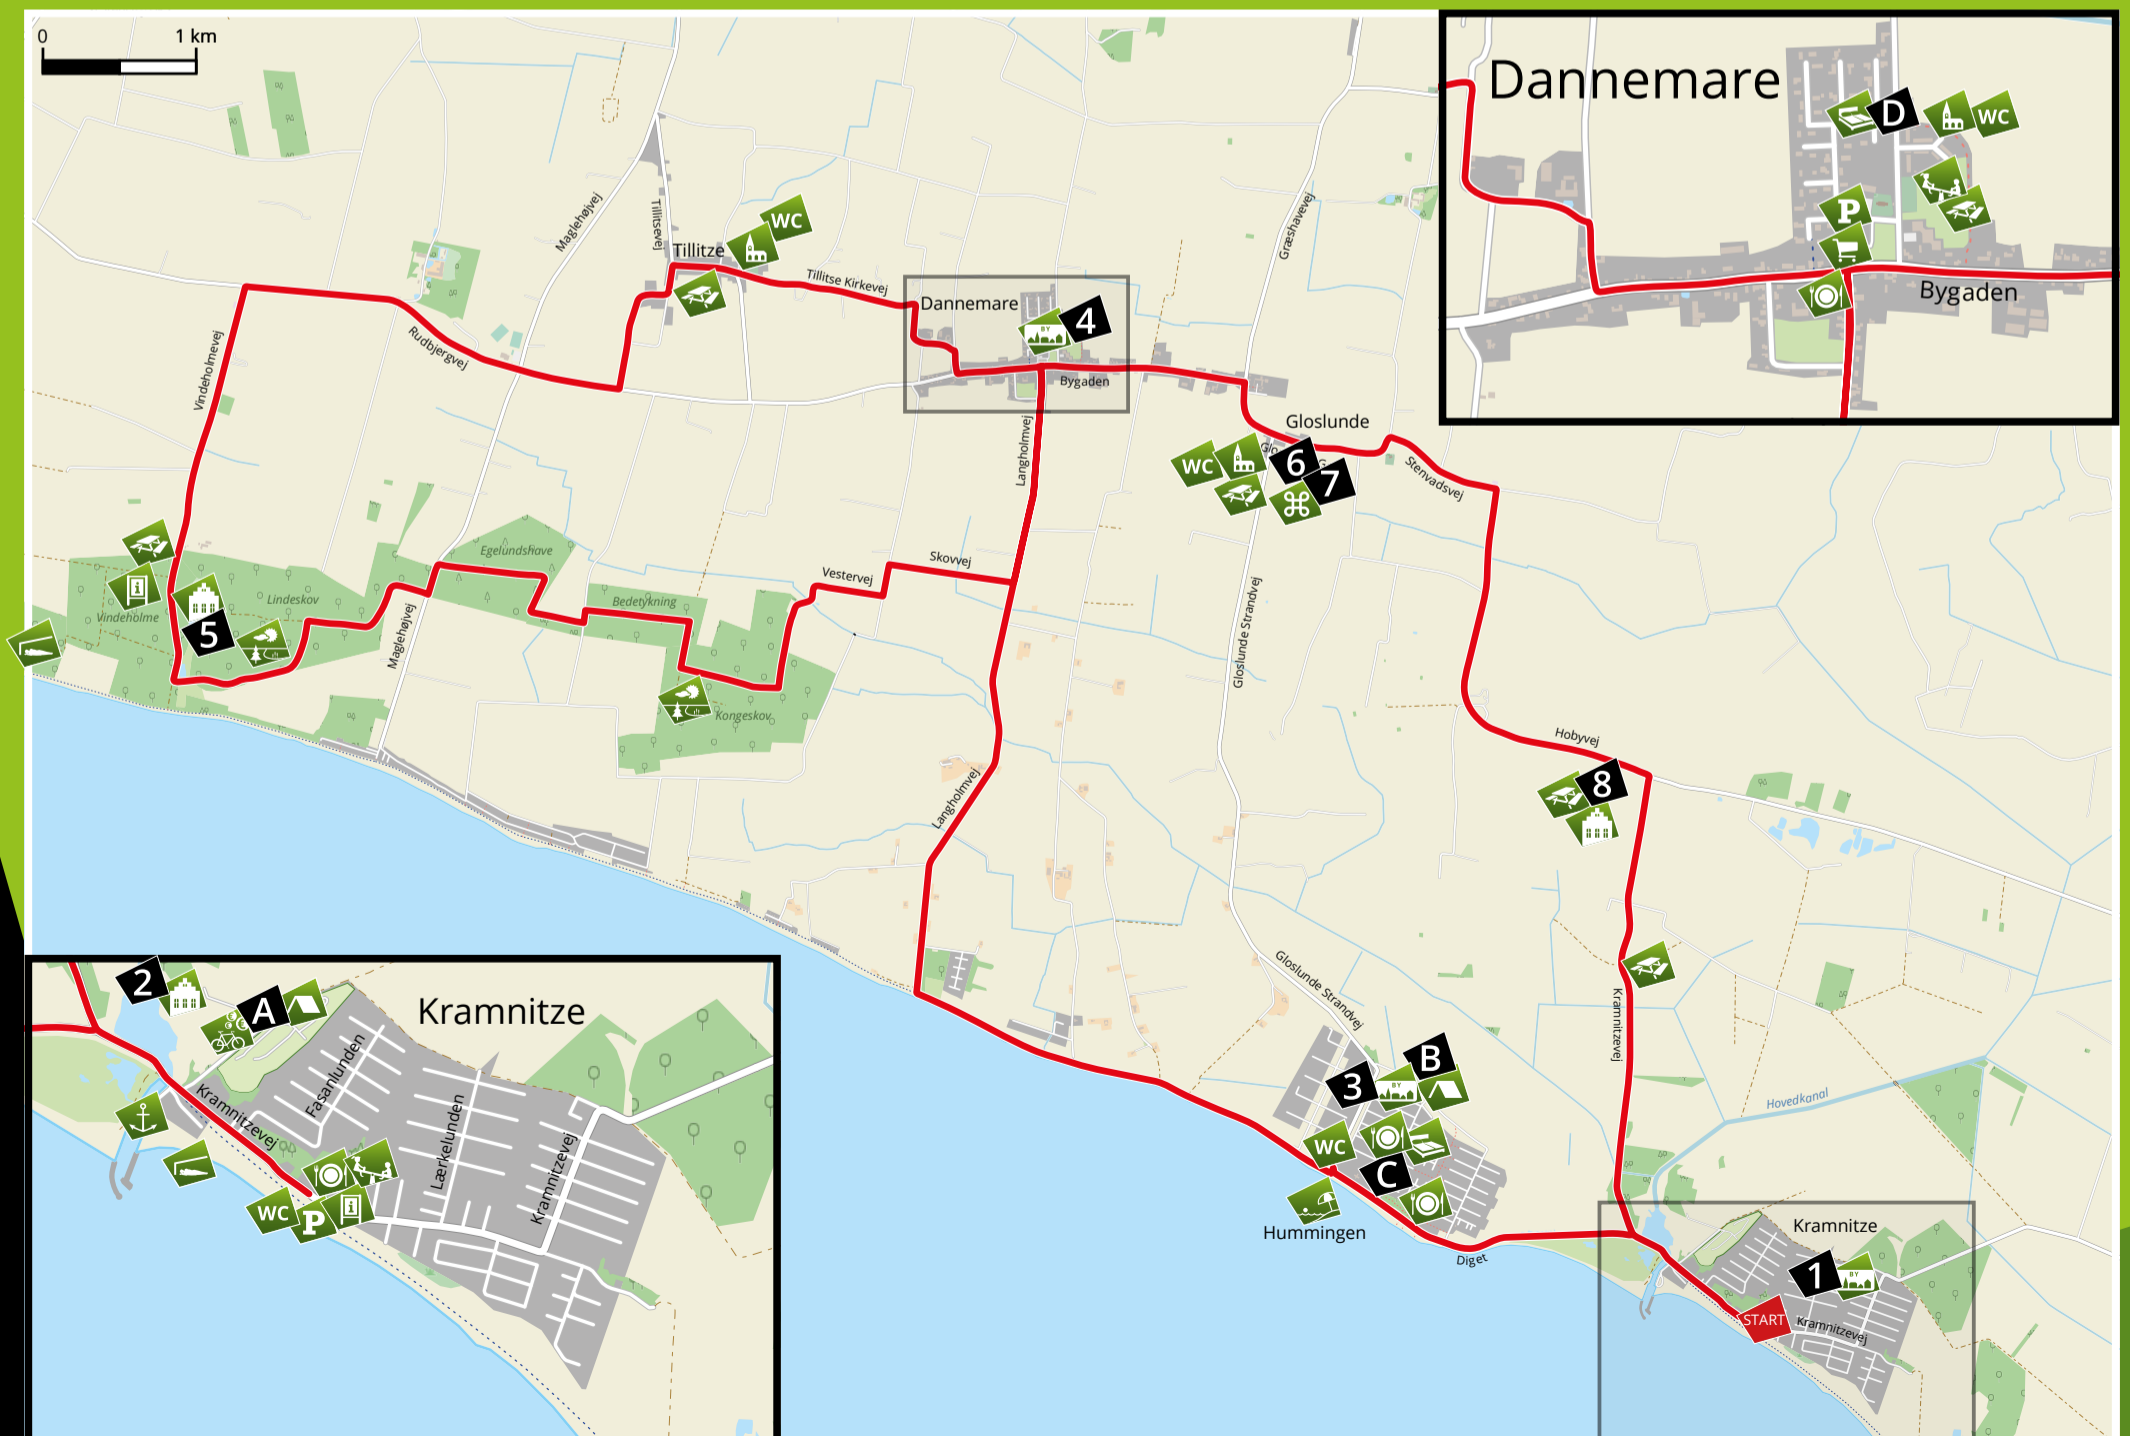 0 1 km
Dannemare
D
WC
P
Bygaden
Maglehøjvej
Tillitsevej
Tillitze
WC
Tillitse Kirkevej
Græshavevej
Dannemare
BY
4
Bygaden
Vindeholmevej
Rudbjergvej
Langholmvej
Gloslunde
WC
6
7
Stenvadsvej
Egelundshave
Skovvej
Vestervej
Lindeskov
Bedetykning
Vindeholme
i
5
Maglehøjvej
Kongeskov
Gloslunde Strandvej
Hobyvej
8
Langholmvej
Gloslunde Strandvej
Kramnitzevej
Hovedkanal
B
3
BY
WC
C
Hummingen
Diget
Kramnitze
1
BY
START
Kramnitzevej
2
A
Kramnitze
Fasanlunden
Kramnitzevej
Lærkelunden
Kramnitzevej
WC
P
i